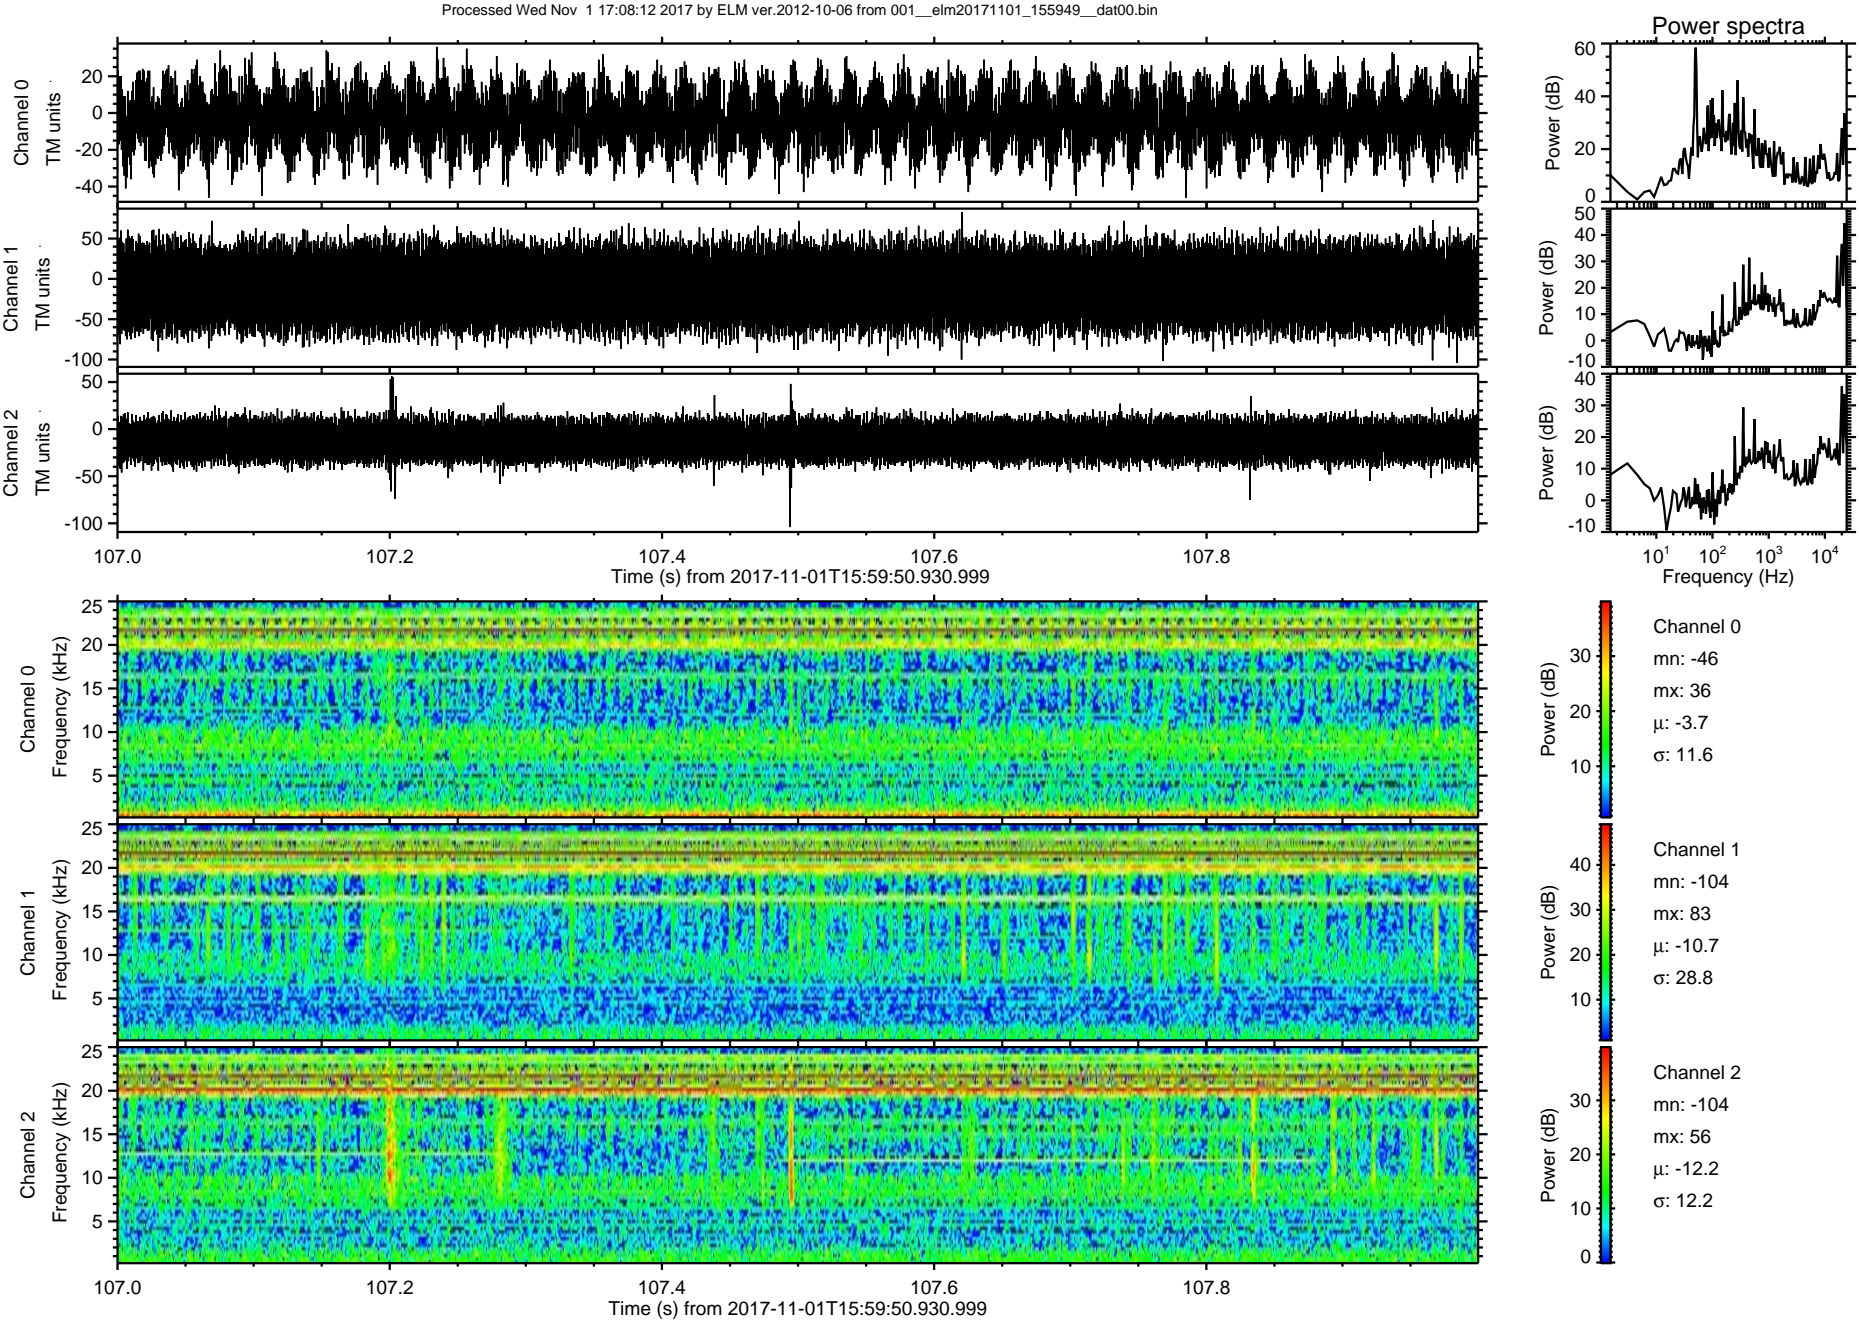 Processed Wed Nov  1 17:08:12 2017 by ELM ver.2012-10-06 from 001__elm20171101_155949__dat00.bin
Power spectra
Channel 0
TM units
20
0
-20
-40
Power (dB)
60
40
20
0
Channel 1
TM units
50
0
-50
-100
Power (dB)
50
40
30
20
10
0
-10
Channel 2
TM units
50
0
-50
-100
Power (dB)
40
30
20
10
0
-10
107.0 107.2 107.4 107.6 107.8
Time (s) from 2017-11-01T15:59:50.930.999
10^1 10^2 10^3 10^4
Frequency (Hz)
Channel 0
Frequency (kHz)
25
20
15
10
5
Power (dB)
30
20
10
Channel 0
mn: -46
mx: 36
μ: -3.7
σ: 11.6
Channel 1
Frequency (kHz)
25
20
15
10
5
Power (dB)
40
30
20
10
Channel 1
mn: -104
mx: 83
μ: -10.7
σ: 28.8
Channel 2
Frequency (kHz)
25
20
15
10
5
Power (dB)
30
20
10
0
Channel 2
mn: -104
mx: 56
μ: -12.2
σ: 12.2
107.0 107.2 107.4 107.6 107.8
Time (s) from 2017-11-01T15:59:50.930.999